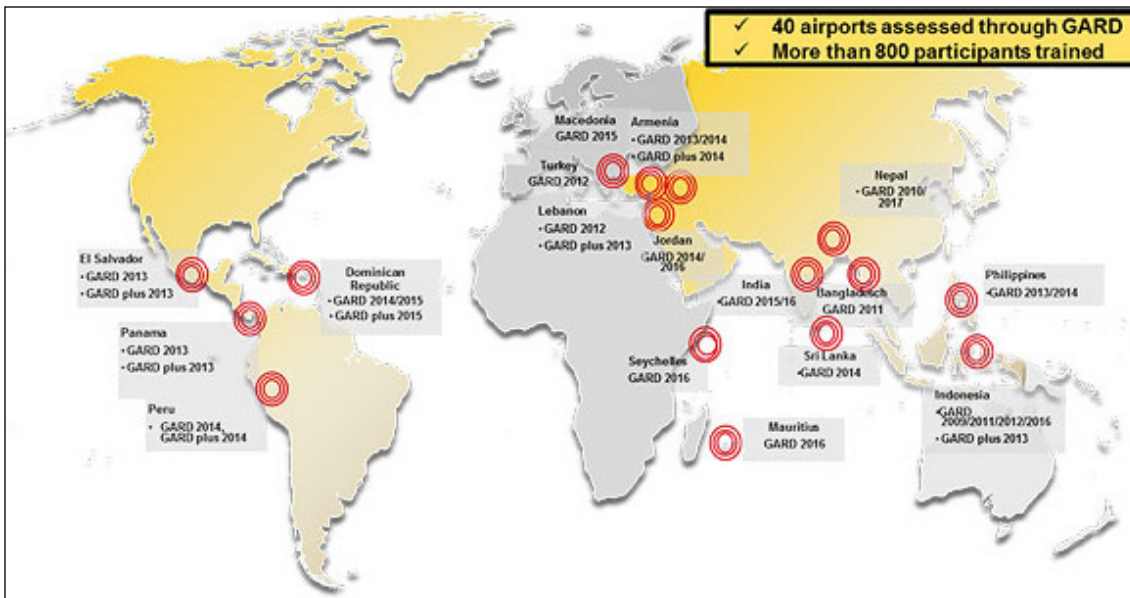 ✓ 40 airports assessed through GARD
✓ More than 800 participants trained
Macedonia
GARD 2015
Armenia
• GARD 2013/2014
• GARD plus 2014
Turkey
GARD 2012
Nepal
• GARD 2010/
2017
Lebanon
• GARD 2012
• GARD plus 2013
Jordan
GARD 2014/
2016
El Salvador
• GARD 2013
• GARD plus 2013
Dominican
Republic
• GARD 2014/2015
• GARD plus 2015
India
• GARD 2015/16
Bangladesch
GARD 2011
Philippines
• GARD 2013/2014
Panama
• GARD 2013
• GARD plus 2013
Seychelles
GARD 2016
Sri Lanka
• GARD 2014
Peru
• GARD 2014,
GARD plus 2014
Mauritius
GARD 2016
Indonesia
• GARD
2009/2011/2012/2016
• GARD plus 2013